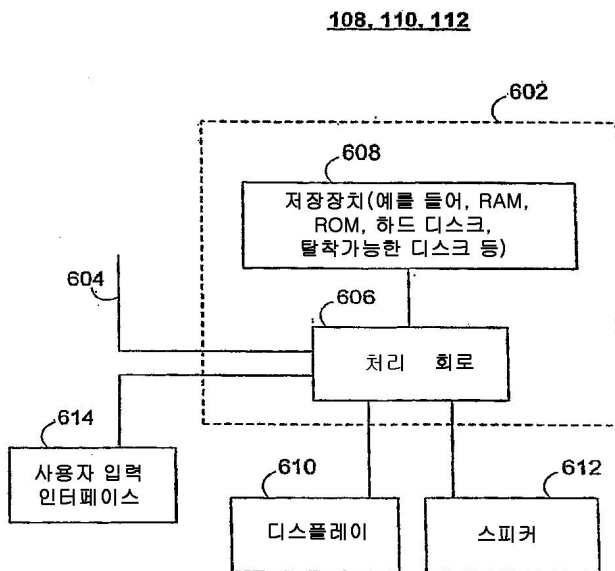 108, 110, 112
602
608
저장장치(예를 들어, RAM,
ROM, 하드 디스크,
탈착가능한 디스크 등)
604
606
처리 회로
614
사용자 입력
인터페이스
610
디스플레이
612
스피커